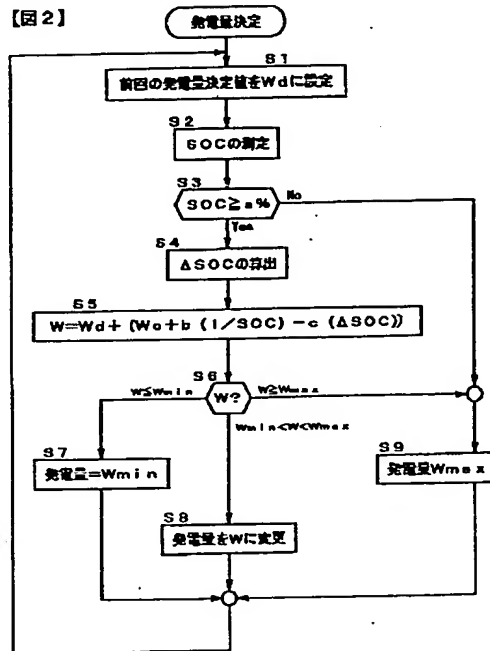 【図2】
発電量決定
S1
前回の発電量決定値をWdに設定
S2
SOCの測定
S3
SOC≧a%
No
Yes
S4
ΔSOCの算出
S5
W=Wd+(Wo+b(1/SOC)-c(ΔSOC))
S6
W?
W≦Wmin
W≧Wmax
Wmin<W<Wmax
S7
発電量=Wmin
S9
発電量Wmax
S8
発電量をWに変更